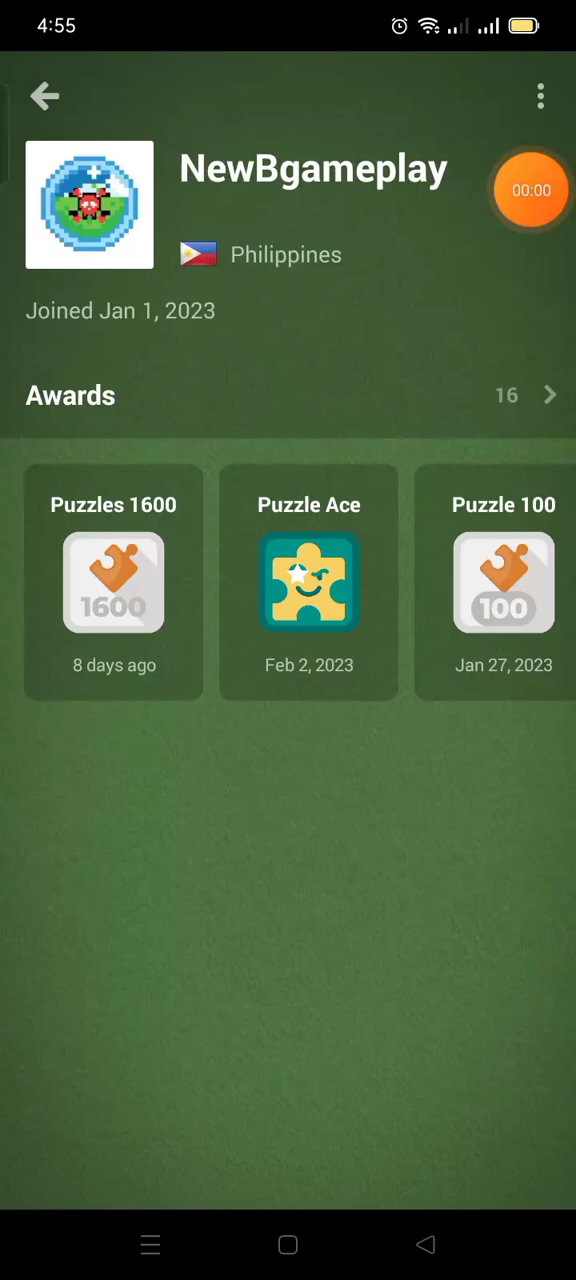 4:55
NewBgameplay
00:00
Philippines
Joined Jan 1, 2023
Awards
16
Puzzles 1600
Puzzle Ace
Puzzle 100
1600
100
8 days ago
Feb 2, 2023
Jan 27, 2023